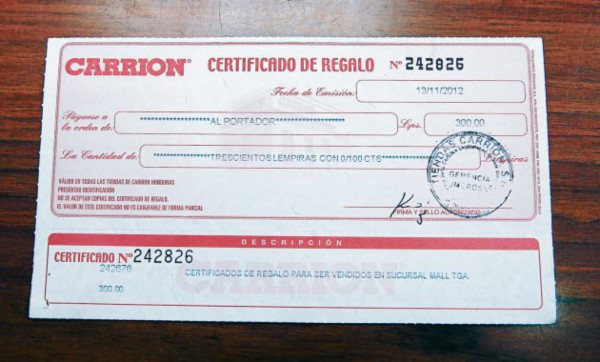 CARRION® CERTIFICADO DE REGALO Nº 242826
Fecha de Emisión: 13/11/2012
Páguese a
la orden de: ********************AL PORTADOR******************** Lps. 300.00
La Cantidad de: TRESCIENTOS LEMPIRAS CON 0/100 CTS Lempiras
TIENDAS CARRION
GERENCIA
VALIDO EN TODAS LAS TIENDAS DE CARRION HONDURAS
PRESENTAR IDENTIFICACIÓN
NO SE ACEPTAN COPIAS DEL CERTIFICADO DE REGALO.
EL VALOR DE ESTE CERTIFICADO NO ES CANJEABLE DE FORMA PARCIAL
FIRMA Y SELLO AUTORIZADO
DESCRIPCIÓN
CERTIFICADO Nº 242826
242676 CERTIFICADOS DE REGALO PARA SER VENDIDOS EN SUCURSAL MALL TGA.
300.00
CARRION